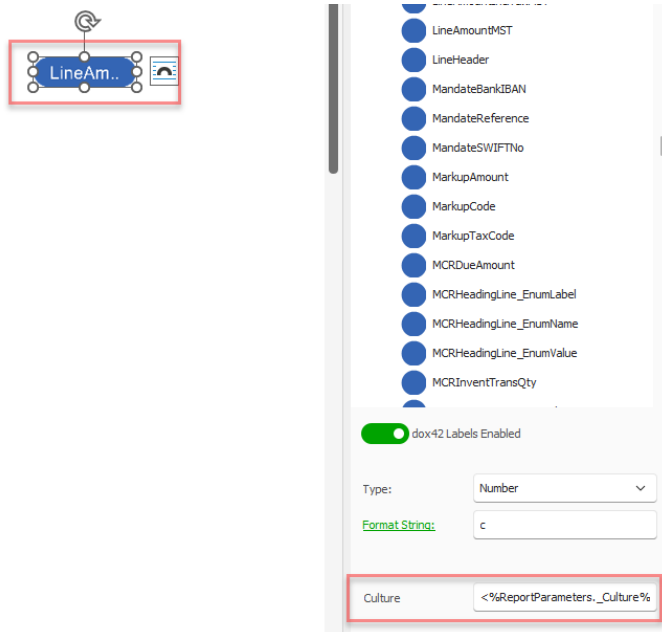 LineAm..
LineAmountMST
LineHeader
MandateBankIBAN
MandateReference
MandateSWIFTNo
MarkupAmount
MarkupCode
MarkupTaxCode
MCRDueAmount
MCRHeadingLine_EnumLabel
MCRHeadingLine_EnumName
MCRHeadingLine_EnumValue
MCRInventTransQty
dox42 Labels Enabled
Type: Number
Format String: c
Culture <%ReportParameters._Culture%